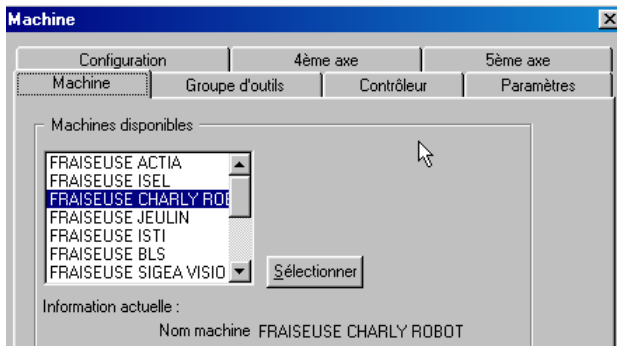 Machine
Configuration 4ème axe 5ème axe
Machine Groupe d'outils Contrôleur Paramètres
Machines disponibles
FRAISEUSE ACTIA
FRAISEUSE ISEL
FRAISEUSE CHARLY ROB
FRAISEUSE JEULIN
FRAISEUSE ISTI
FRAISEUSE BLS
FRAISEUSE SIGEA VISIO
Sélectionner
Information actuelle :
Nom machine FRAISEUSE CHARLY ROBOT